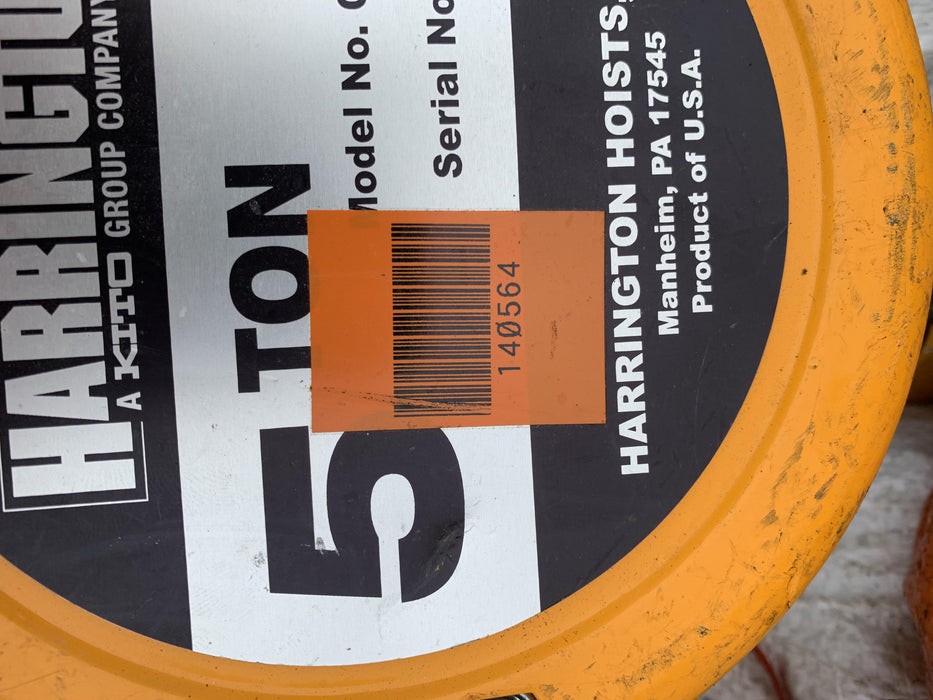 HARRINGTO
A KITO GROUP COMPANY
5 TON
Model No.
Serial No
140564
HARRINGTON HOISTS,
Manheim, PA 17545
Product of U.S.A.